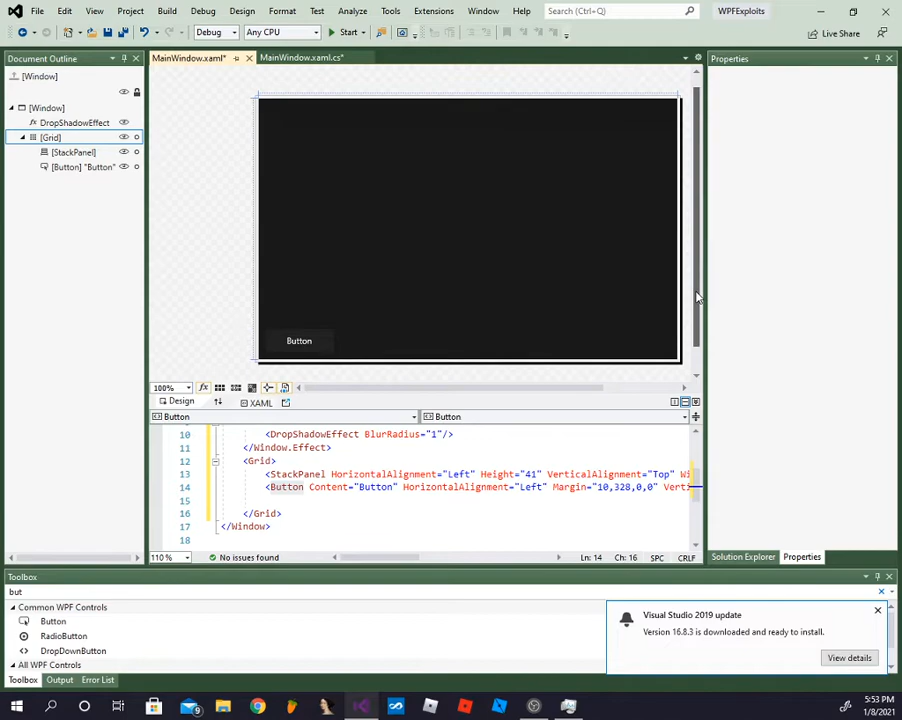 File Edit View Project Build Debug Design Format Test Analyze Tools Extensions Window Help Search (Ctrl+Q) WPFExploits
Debug Any CPU Start Live Share
Document Outline
MainWindow.xaml* MainWindow.xaml.cs*
Properties
[Window]
[Window]
DropShadowEffect
[Grid]
[StackPanel]
[Button] "Button"
Button
100% fx
Design XAML
Button Button
10 <DropShadowEffect BlurRadius="1"/>
11 </Window.Effect>
12 <Grid>
13 <StackPanel HorizontalAlignment="Left" Height="41" VerticalAlignment="Top" Wi
14 <Button Content="Button" HorizontalAlignment="Left" Margin="10,328,0,0" Verti
15
16 </Grid>
17 </Window>
18
110% No issues found Ln: 14 Ch: 16 SPC CRLF
Solution Explorer Properties
Toolbox
but
Common WPF Controls
Button
RadioButton
DropDownButton
All WPF Controls
Visual Studio 2019 update
Version 16.8.3 is downloaded and ready to install.
View details
Toolbox Output Error List
9
5:53 PM
1/8/2021